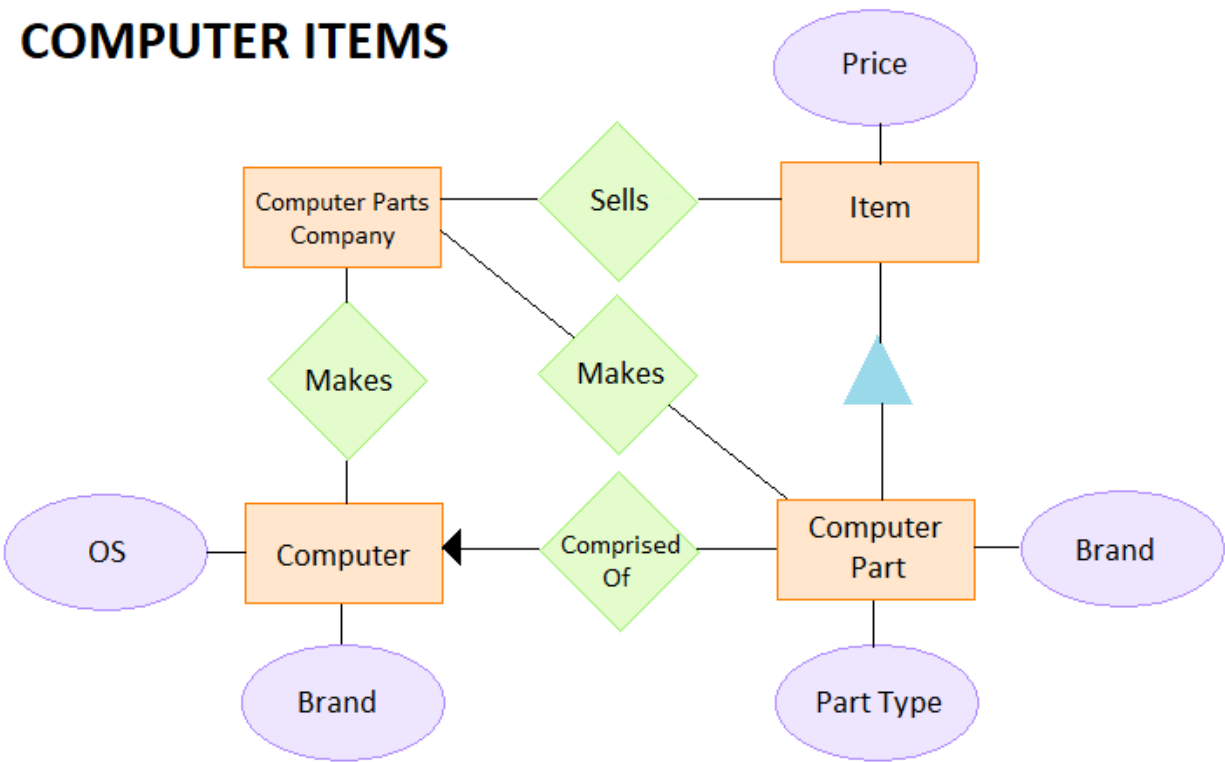 COMPUTER ITEMS
Price
Computer Parts
Company
Sells
Item
Makes
Makes
OS
Computer
Comprised
Of
Computer
Part
Brand
Brand
Part Type